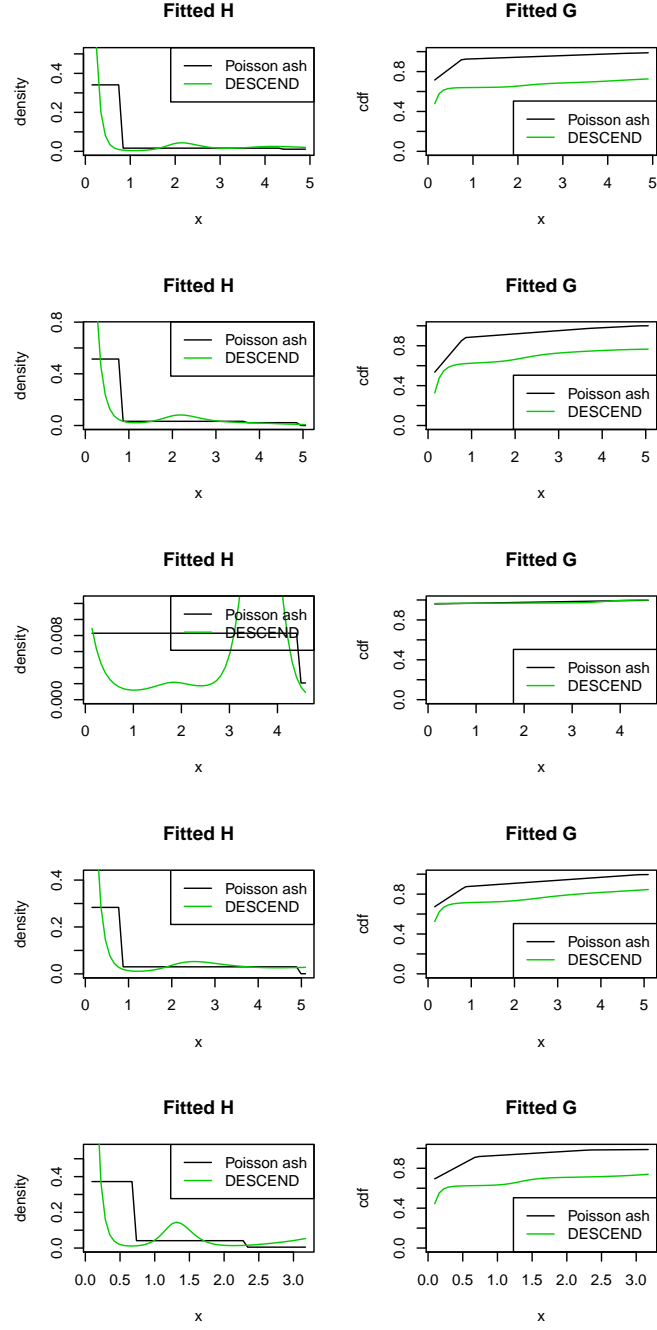 Fitted H
density
0.0 0.2 0.4
Poisson ash
DESCEND
0 1 2 3 4 5
x
Fitted G
cdf
0.0 0.4 0.8
Poisson ash
DESCEND
0 1 2 3 4 5
x
Fitted H
density
0.0 0.4 0.8
Poisson ash
DESCEND
0 1 2 3 4 5
x
Fitted G
cdf
0.0 0.4 0.8
Poisson ash
DESCEND
0 1 2 3 4 5
x
Fitted H
density
0.000 0.008
Poisson ash
DESCEND
0 1 2 3 4
x
Fitted G
cdf
0.0 0.4 0.8
Poisson ash
DESCEND
0 1 2 3 4
x
Fitted H
density
0.0 0.2 0.4
Poisson ash
DESCEND
0 1 2 3 4 5
x
Fitted G
cdf
0.0 0.4 0.8
Poisson ash
DESCEND
0 1 2 3 4 5
x
Fitted H
density
0.0 0.2 0.4
Poisson ash
DESCEND
0.0 0.5 1.0 1.5 2.0 2.5 3.0
x
Fitted G
cdf
0.0 0.4 0.8
Poisson ash
DESCEND
0.0 0.5 1.0 1.5 2.0 2.5 3.0
x